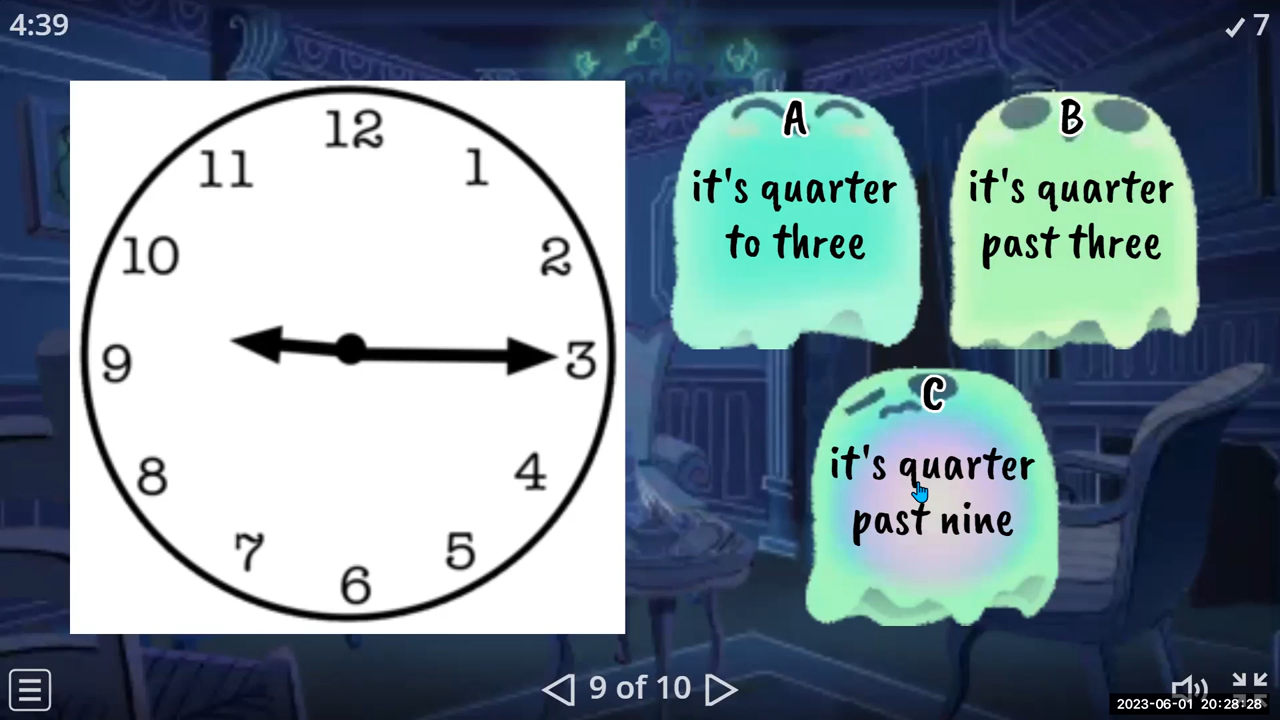 4:39
✓7
12
11
1
10
2
9
3
8
4
7
5
6
A
it's quarter
to three
B
it's quarter
past three
C
it's quarter
past nine
9 of 10
2023-06-01 20:28:28